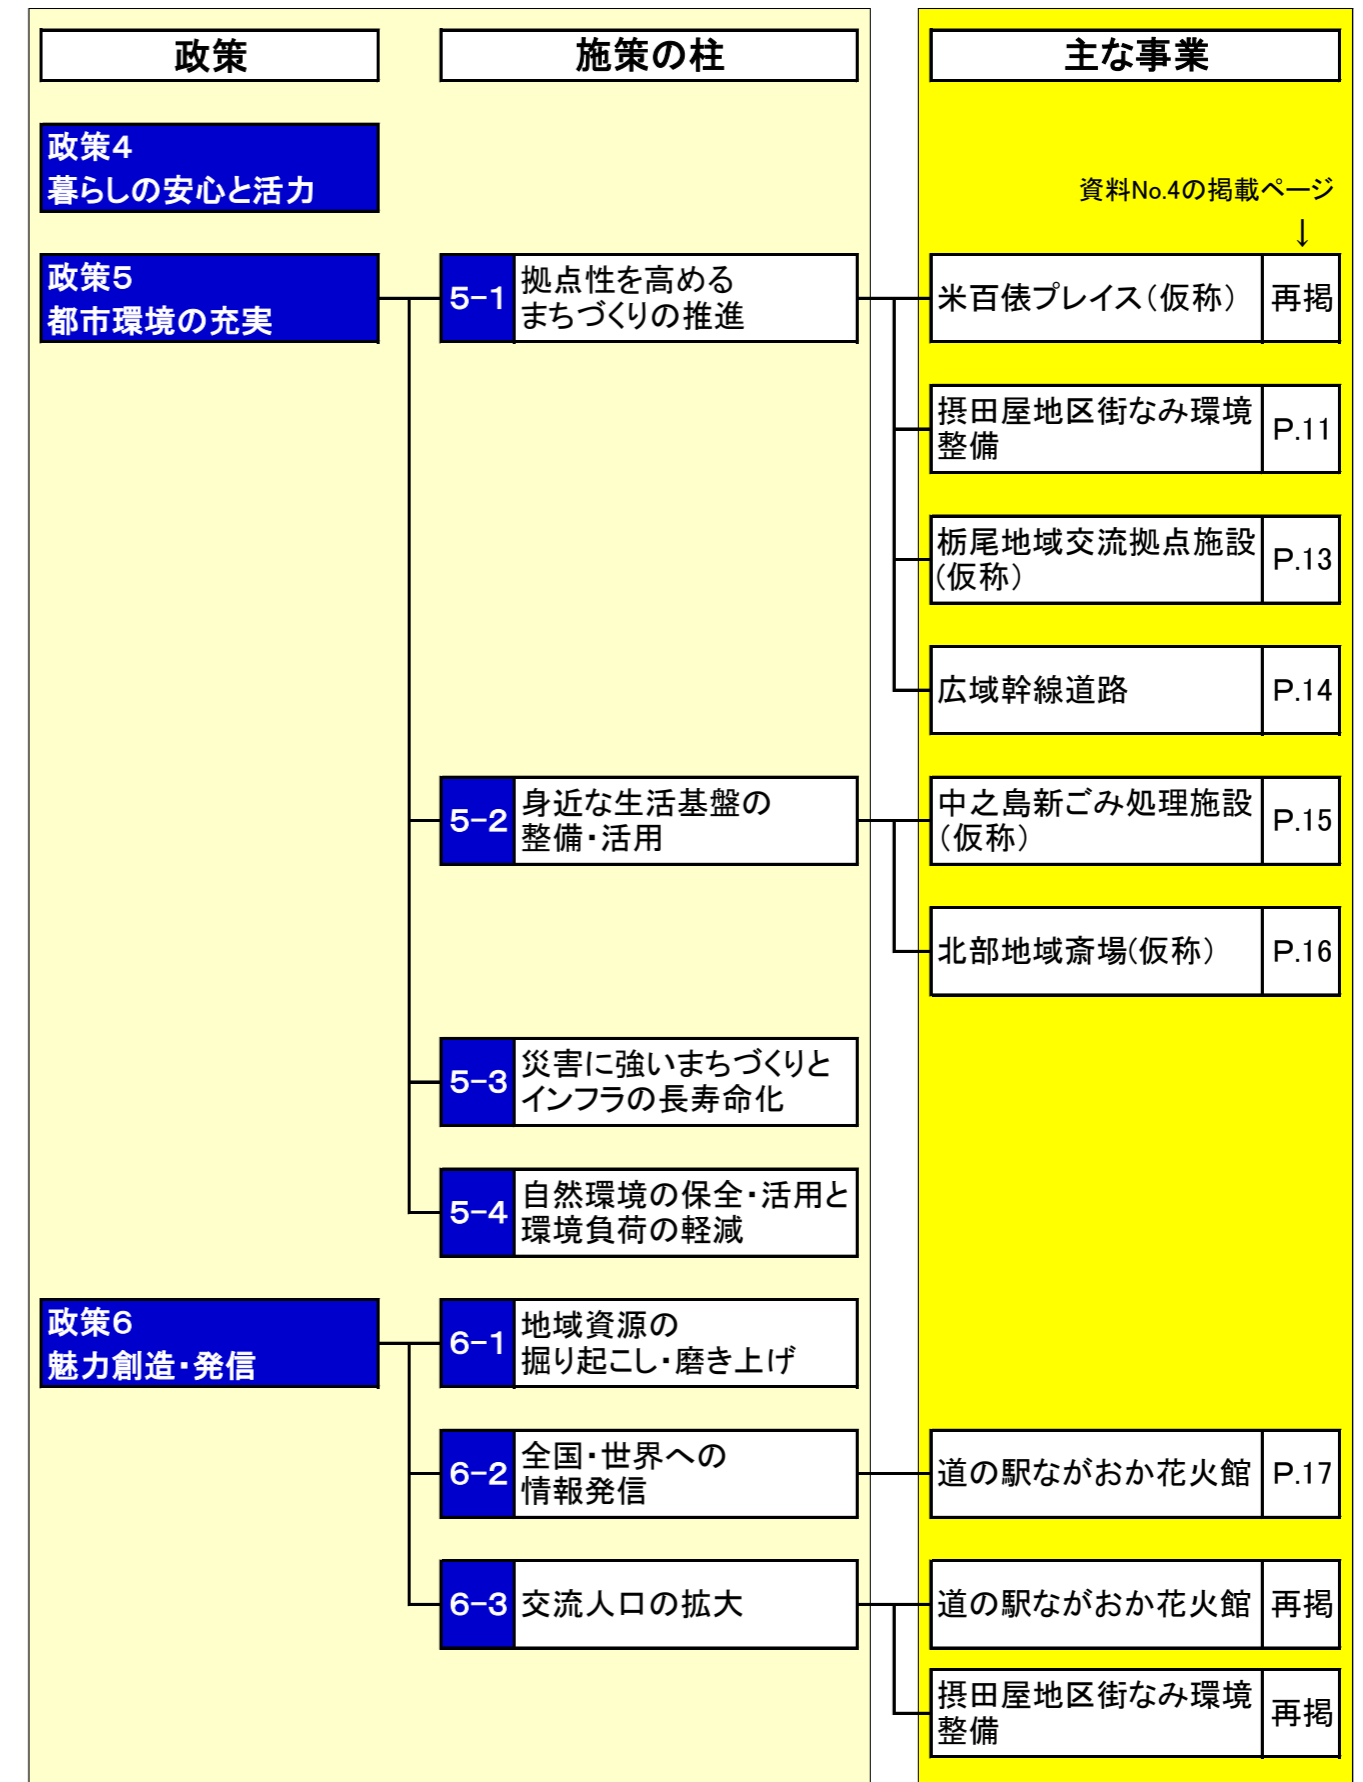 政策
施策の柱
主な事業
政策4
暮らしの安心と活力
資料No.4の掲載ページ
↓
政策5
都市環境の充実
5-1
拠点性を高める
まちづくりの推進
米百俵プレイス（仮称）
再掲
摂田屋地区街なみ環境
整備
P.11
栃尾地域交流拠点施設
(仮称）
P.13
広域幹線道路
P.14
5-2
身近な生活基盤の
整備・活用
中之島新ごみ処理施設
（仮称）
P.15
北部地域斎場(仮称）
P.16
5-3
災害に強いまちづくりと
インフラの長寿命化
5-4
自然環境の保全・活用と
環境負荷の軽減
政策6
魅力創造・発信
6-1
地域資源の
掘り起こし・磨き上げ
6-2
全国・世界への
情報発信
道の駅ながおか花火館
P.17
6-3
交流人口の拡大
道の駅ながおか花火館
再掲
摂田屋地区街なみ環境
整備
再掲